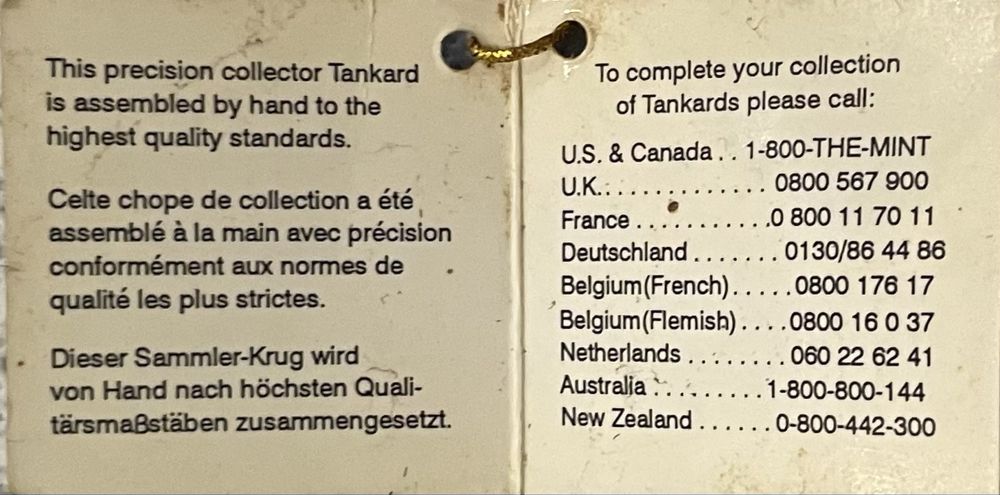 This precision collector Tankard
is assembled by hand to the
highest quality standards.
Celte chope de collection a été
assemblé à la main avec précision
conformément aux normes de
qualité les plus strictes.
Dieser Sammler-Krug wird
von Hand nach höchsten Quali-
tärsmaßstäben zusammengesetzt.
To complete your collection
of Tankards please call:
U.S. & Canada . . 1-800-THE-MINT
U.K. . . . . . . . . . . . . . . 0800 567 900
France . . . . . . . . . . .0 800 11 70 11
Deutschland . . . . . . . 0130/86 44 86
Belgium(French) . . . . .0800 176 17
Belgium(Flemish) . . . .0800 16 0 37
Netherlands . . . . . . . . 060 22 62 41
Australia . . . . . . . . . .1-800-800-144
New Zealand . . . . . . 0-800-442-300